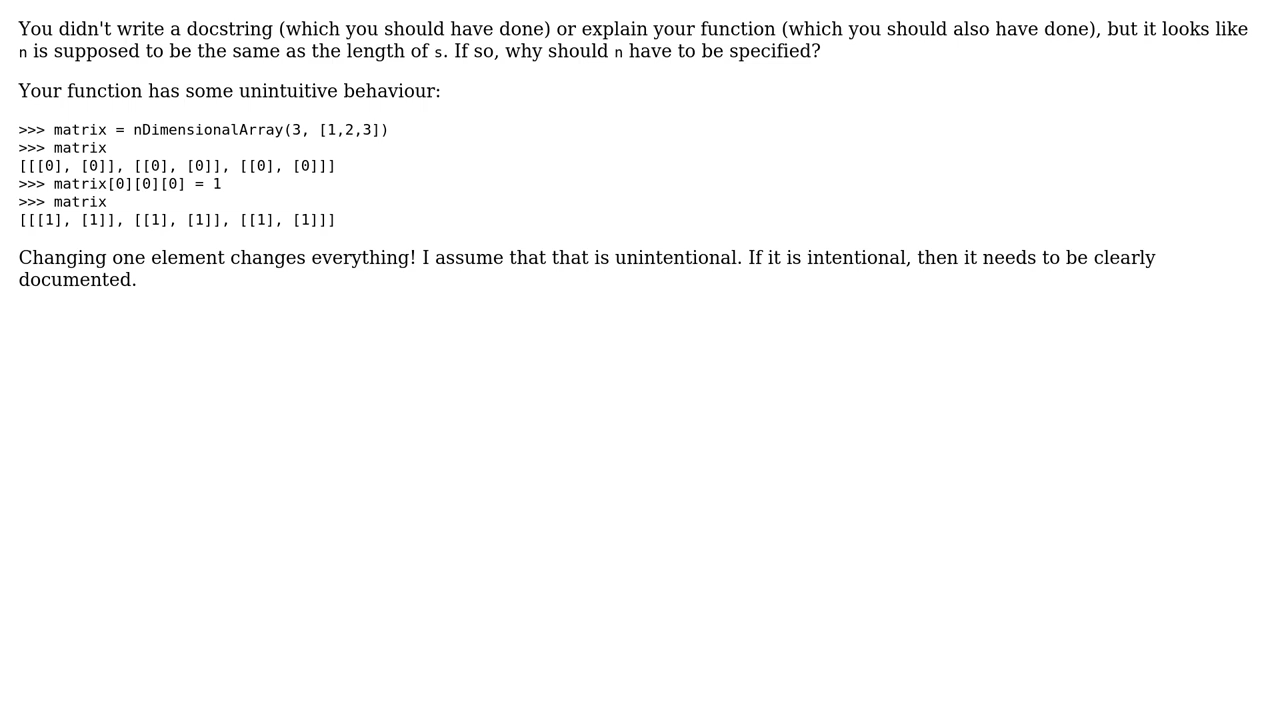 You didn't write a docstring (which you should have done) or explain your function (which you should also have done), but it looks like
n is supposed to be the same as the length of s. If so, why should n have to be specified?
Your function has some unintuitive behaviour:
>>> matrix = nDimensionalArray(3, [1,2,3])
>>> matrix
[[[0], [0]], [[0], [0]], [[0], [0]]]
>>> matrix[0][0][0] = 1
>>> matrix
[[[1], [1]], [[1], [1]], [[1], [1]]]
Changing one element changes everything! I assume that that is unintentional. If it is intentional, then it needs to be clearly
documented.